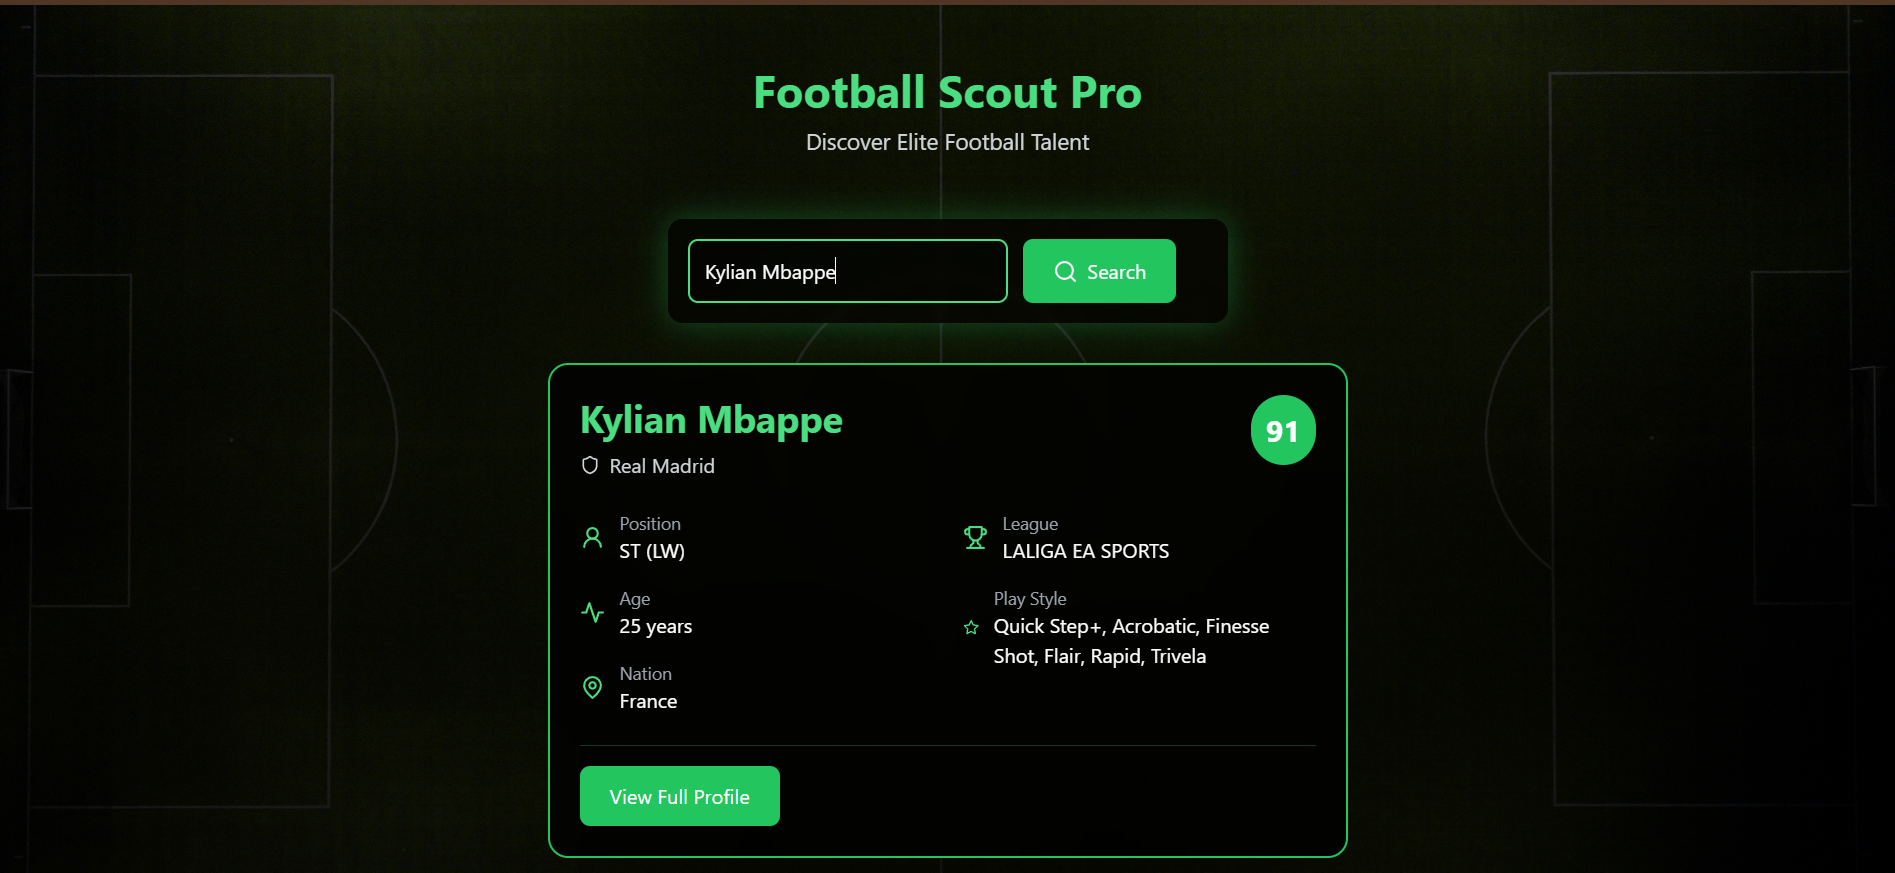 Football Scout Pro
Discover Elite Football Talent
Kylian Mbappe
Search
Kylian Mbappe
91
Real Madrid
Position
ST (LW)
League
LALIGA EA SPORTS
Age
25 years
Play Style
Quick Step+, Acrobatic, Finesse
Shot, Flair, Rapid, Trivela
Nation
France
View Full Profile